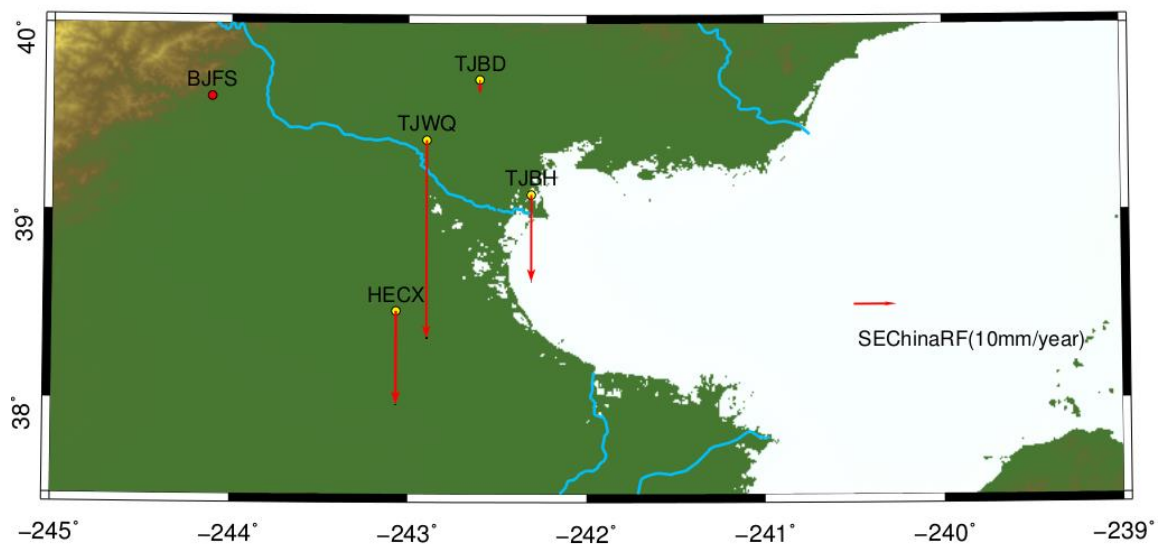 40°
TJBD
BJFS
TJWQ
TJBH
39°
HECX
SEChinaRF(10mm/year)
38°
−245°
−244°
−243°
−242°
−241°
−240°
−239°